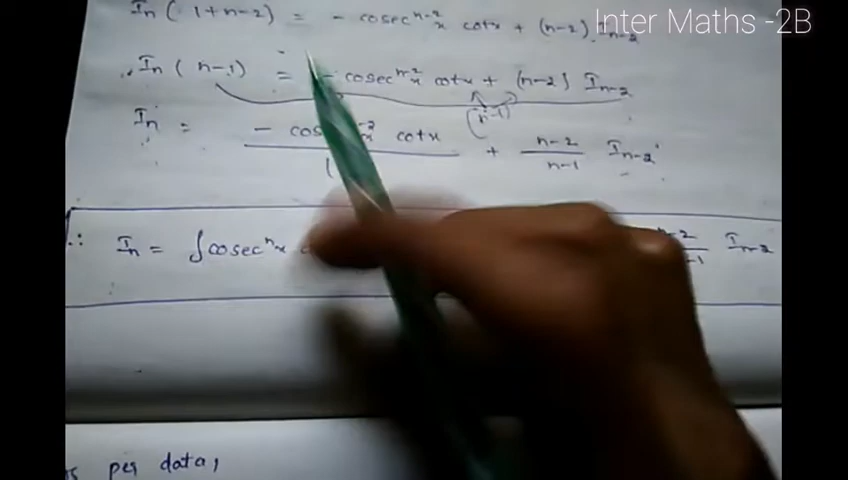 Inter Maths -2B
In ( 1+n-2) = - cosec^n-2 x cotx + (n-2) In-2
∴ In ( n-1) = - cosec^n-2 x cotx + (n-2) In-2
(n-1)
In = - cosec^n-2 x cotx / + n-2 / n-1 In-2
∴ In = ∫cosec^n x n-2 In-2
per data,